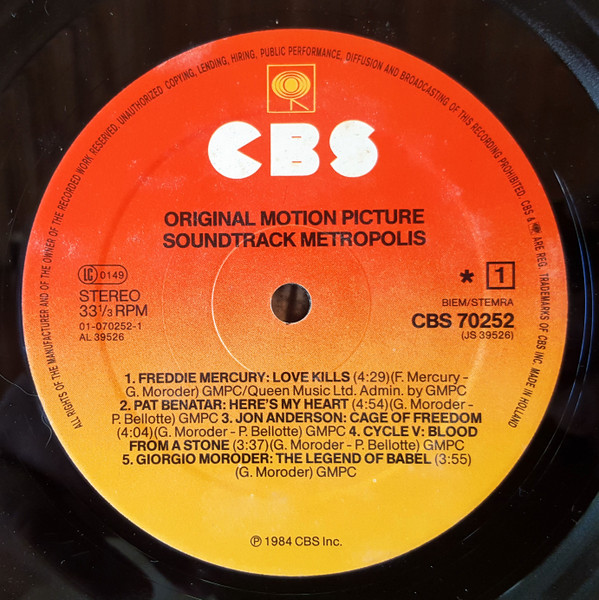 ALL RIGHTS OF THE MANUFACTURER AND OF THE OWNER OF THE RECORDED WORK RESERVED. UNAUTHORIZED COPYING, LENDING, HIRING, PUBLIC PERFORMANCE, DIFFUSION AND BROADCASTING OF THIS RECORDING PROHIBITED. CBS & ARE REG. TRADEMARKS OF CBS INC. MADE IN HOLLAND
CBS
ORIGINAL MOTION PICTURE
SOUNDTRACK METROPOLIS
LC 0149
STEREO
33 1/3 RPM
01-070252-1
AL 39526
* 1
BIEM/STEMRA
CBS 70252
(JS 39526)
1. FREDDIE MERCURY: LOVE KILLS (4:29)(F. Mercury -
G. Moroder) GMPC/Queen Music Ltd. Admin. by GMPC
2. PAT BENATAR: HERE'S MY HEART (4:54)(G. Moroder -
P. Bellotte) GMPC 3. JON ANDERSON: CAGE OF FREEDOM
(4:04)(G. Moroder - P. Bellotte) GMPC 4. CYCLE V: BLOOD
FROM A STONE (3:37)(G. Moroder - P. Bellotte) GMPC
5. GIORGIO MORODER: THE LEGEND OF BABEL (3:55)
(G. Moroder) GMPC
℗ 1984 CBS Inc.